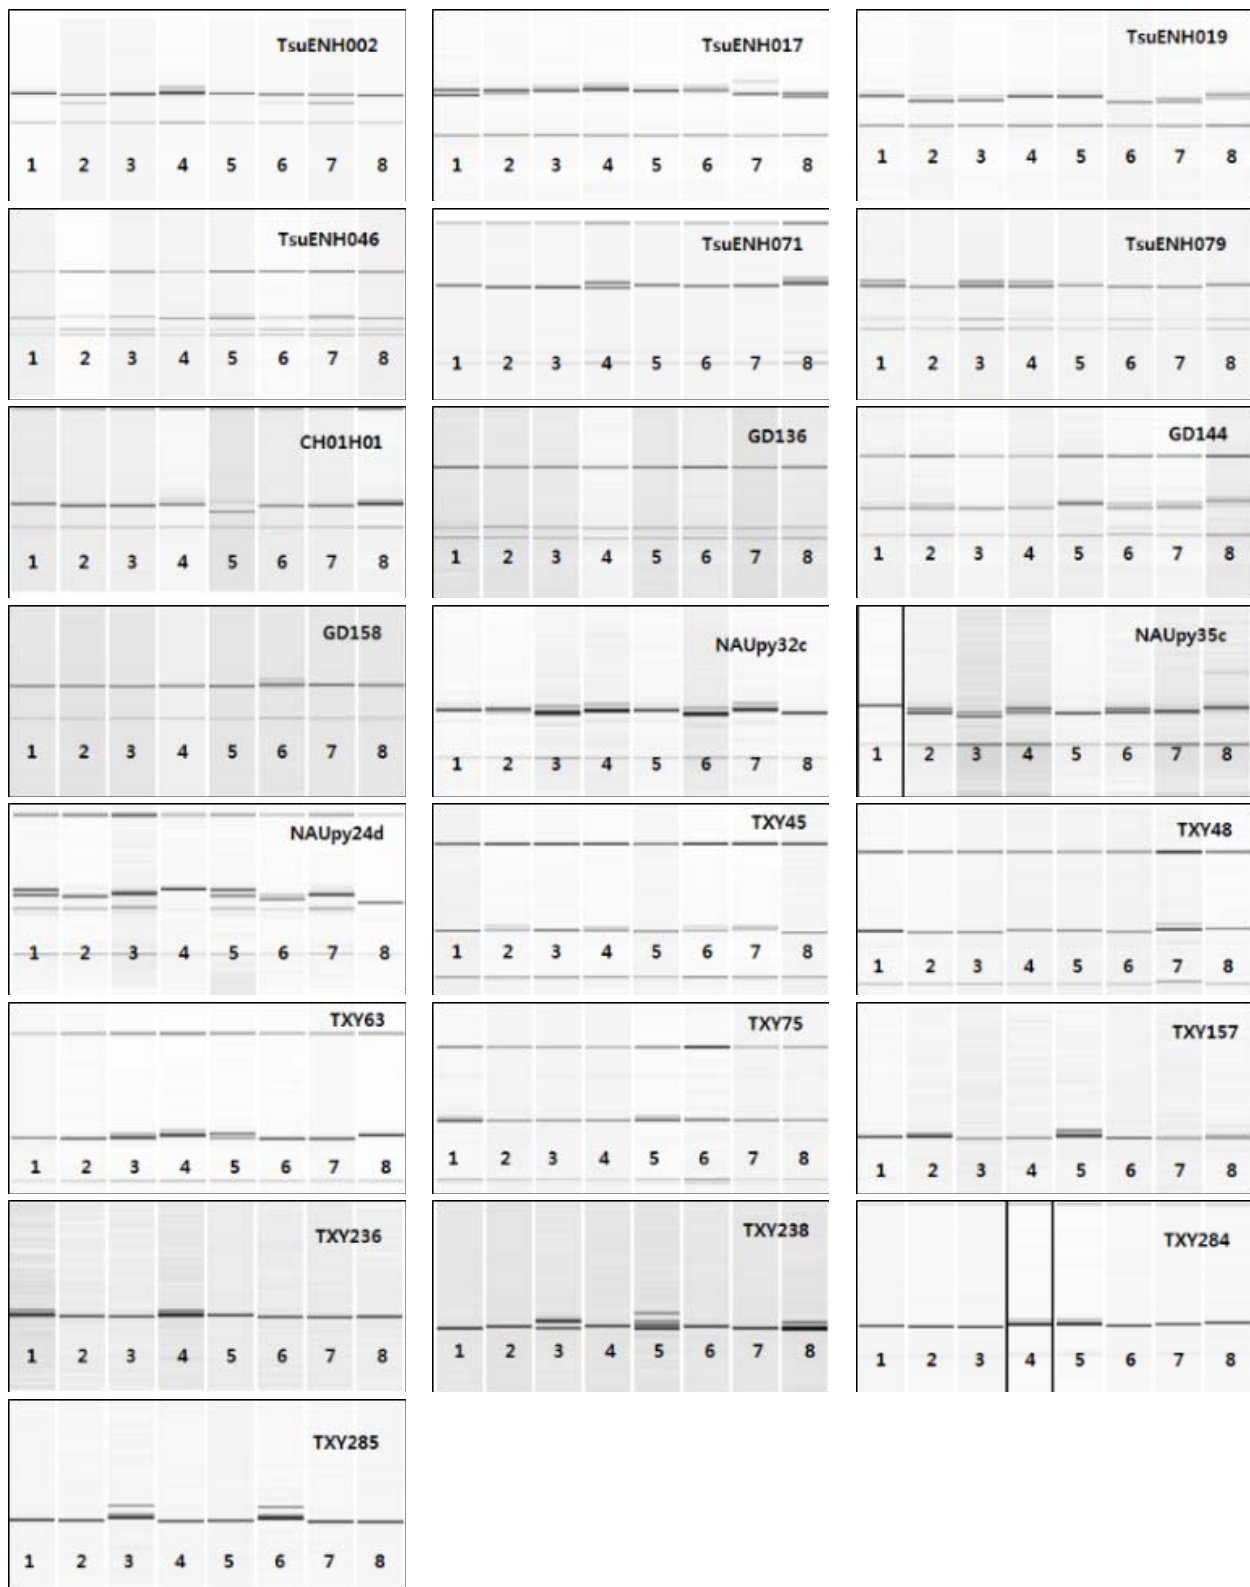 TsuENH002
1 2 3 4 5 6 7 8
TsuENH017
1 2 3 4 5 6 7 8
TsuENH019
1 2 3 4 5 6 7 8
TsuENH046
1 2 3 4 5 6 7 8
TsuENH071
1 2 3 4 5 6 7 8
TsuENH079
1 2 3 4 5 6 7 8
CH01H01
1 2 3 4 5 6 7 8
GD136
1 2 3 4 5 6 7 8
GD144
1 2 3 4 5 6 7 8
GD158
1 2 3 4 5 6 7 8
NAUpy32c
1 2 3 4 5 6 7 8
NAUpy35c
1 2 3 4 5 6 7 8
NAUpy24d
1 2 3 4 5 6 7 8
TXY45
1 2 3 4 5 6 7 8
TXY48
1 2 3 4 5 6 7 8
TXY63
1 2 3 4 5 6 7 8
TXY75
1 2 3 4 5 6 7 8
TXY157
1 2 3 4 5 6 7 8
TXY236
1 2 3 4 5 6 7 8
TXY238
1 2 3 4 5 6 7 8
TXY284
1 2 3 4 5 6 7 8
TXY285
1 2 3 4 5 6 7 8